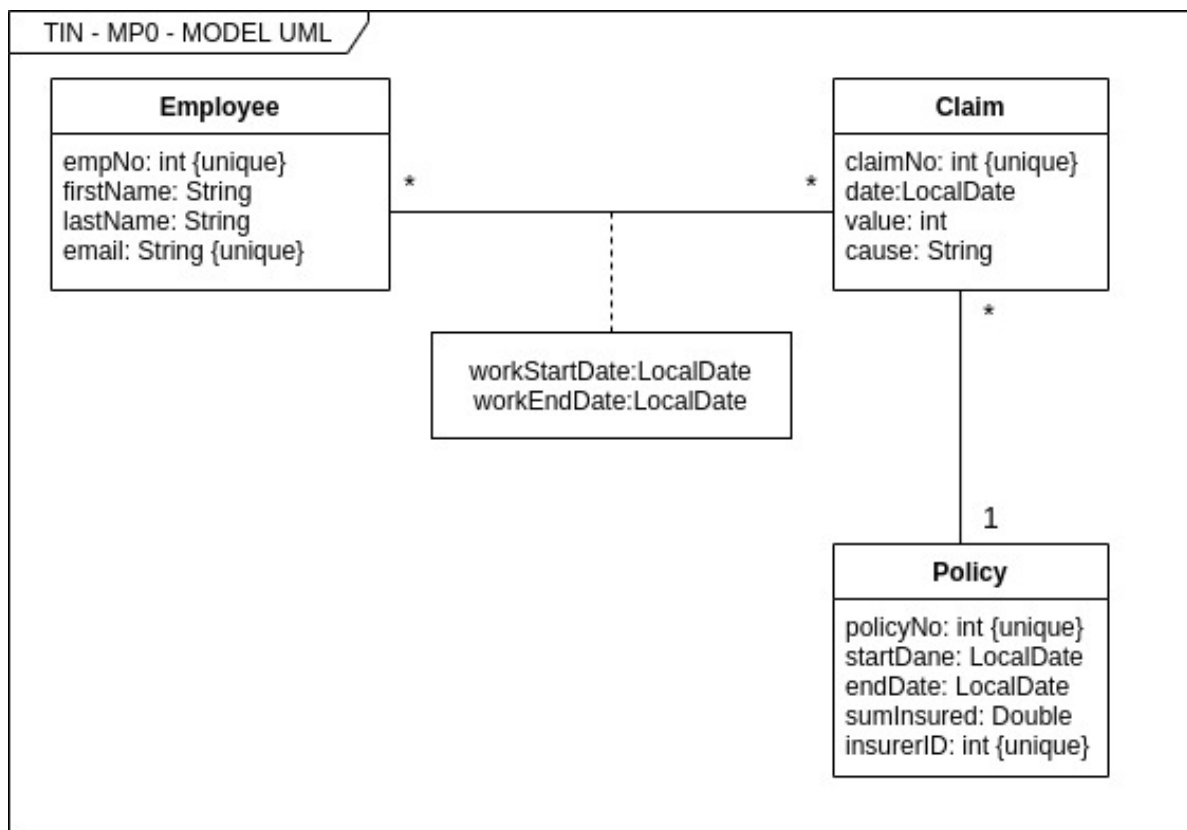 TIN - MP0 - MODEL UML
Employee
empNo: int {unique}
firstName: String
lastName: String
email: String {unique}
*
*
Claim
claimNo: int {unique}
date:LocalDate
value: int
cause: String
workStartDate:LocalDate
workEndDate:LocalDate
*
1
Policy
policyNo: int {unique}
startDane: LocalDate
endDate: LocalDate
sumInsured: Double
insurerID: int {unique}